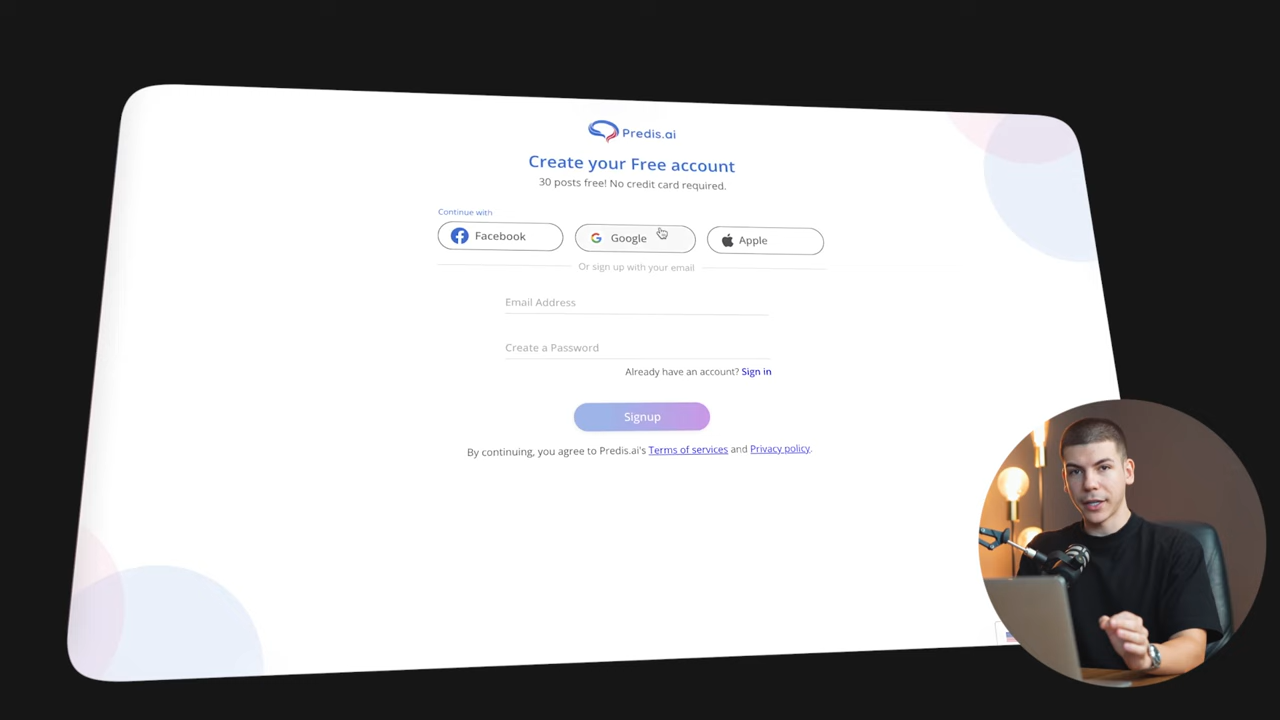 Predis.ai
Create your Free account
30 posts free! No credit card required.
Continue with
Facebook
Google
Apple
Or sign up with your email
Email Address
Create a Password
Already have an account? Sign in
Signup
By continuing, you agree to Predis.ai's Terms of services and Privacy policy.